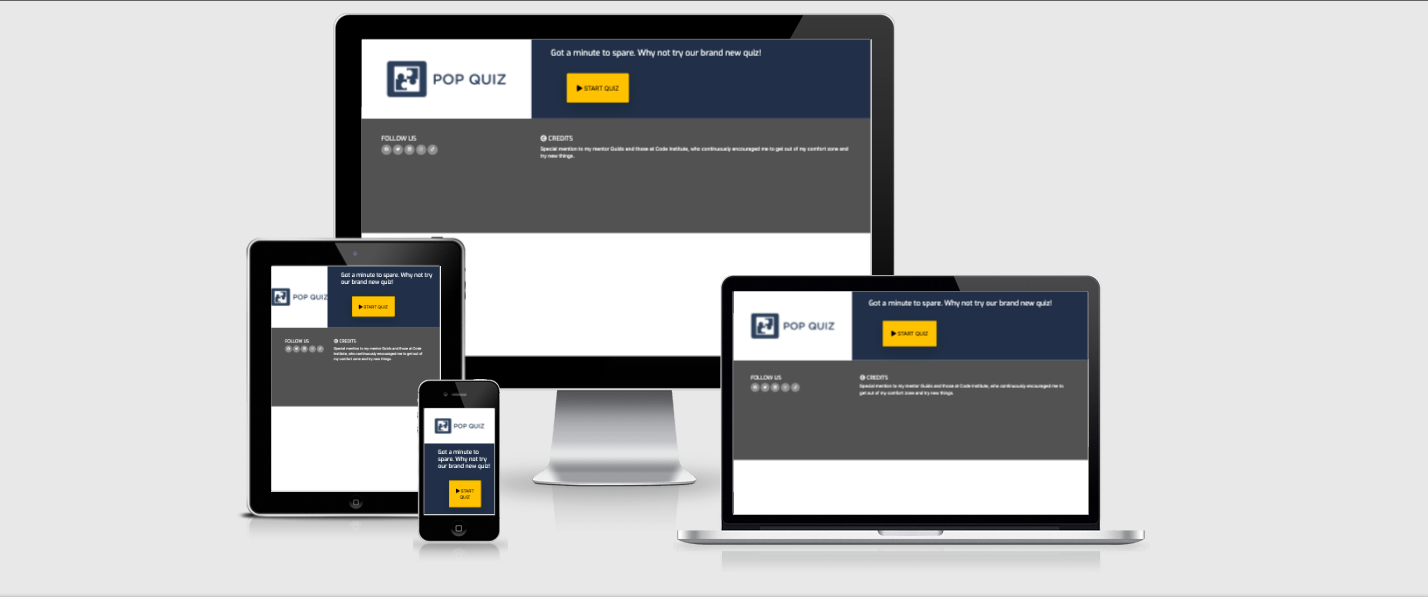 POP QUIZ
Got a minute to spare. Why not try our brand new quiz!
START QUIZ
FOLLOW US
CREDITS
Special mention to my mentor Guido and those at Code Institute, who continuously encouraged me to get out of my comfort zone and
try new things.
POP QUIZ
Got a minute to spare. Why not try
our brand new quiz!
START QUIZ
FOLLOW US
CREDITS
Special mention to my mentor Guido and those at Code
Institute, who continuously encouraged me to get out of
my comfort zone and try new things.
POP QUIZ
Got a minute to
spare. Why not try
our brand new quiz!
START
QUIZ
POP QUIZ
Got a minute to spare. Why not try our brand new quiz!
START QUIZ
FOLLOW US
CREDITS
Special mention to my mentor Guido and those at Code Institute, who continuously encouraged me to
get out of my comfort zone and try new things.